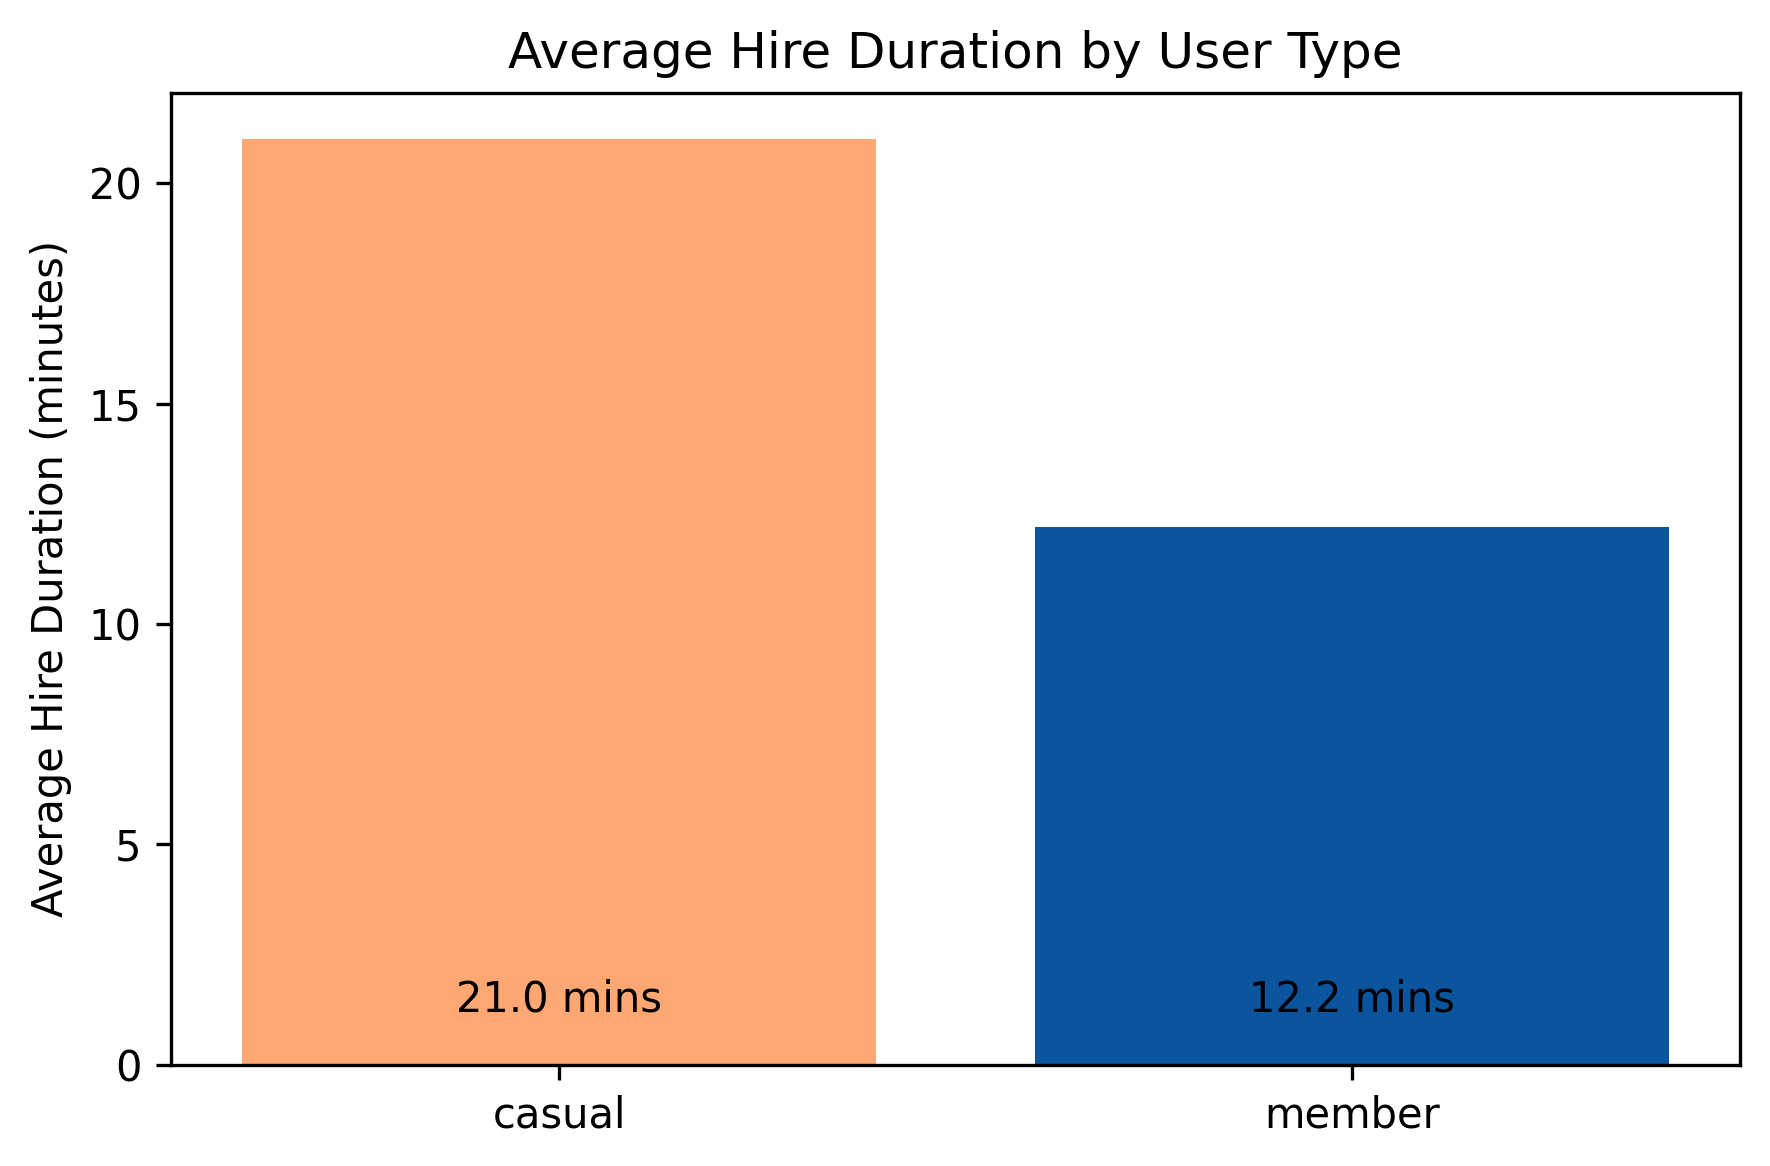 Average Hire Duration by User Type
Average Hire Duration (minutes)
20
15
10
5
0
21.0 mins
12.2 mins
casual
member